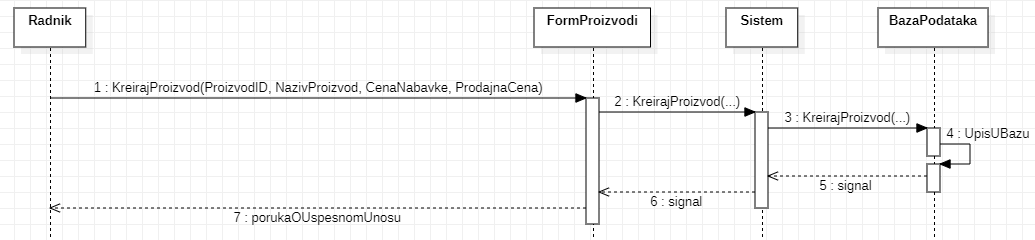 Radnik
FormProizvodi
Sistem
BazaPodataka
1 : KreirajProizvod(ProizvodID, NazivProizvod, CenaNabavke, ProdajnaCena)
2 : KreirajProizvod(...)
3 : KreirajProizvod(...)
4 : UpisUBazu
5 : signal
6 : signal
7 : porukaOUspesnomUnosu